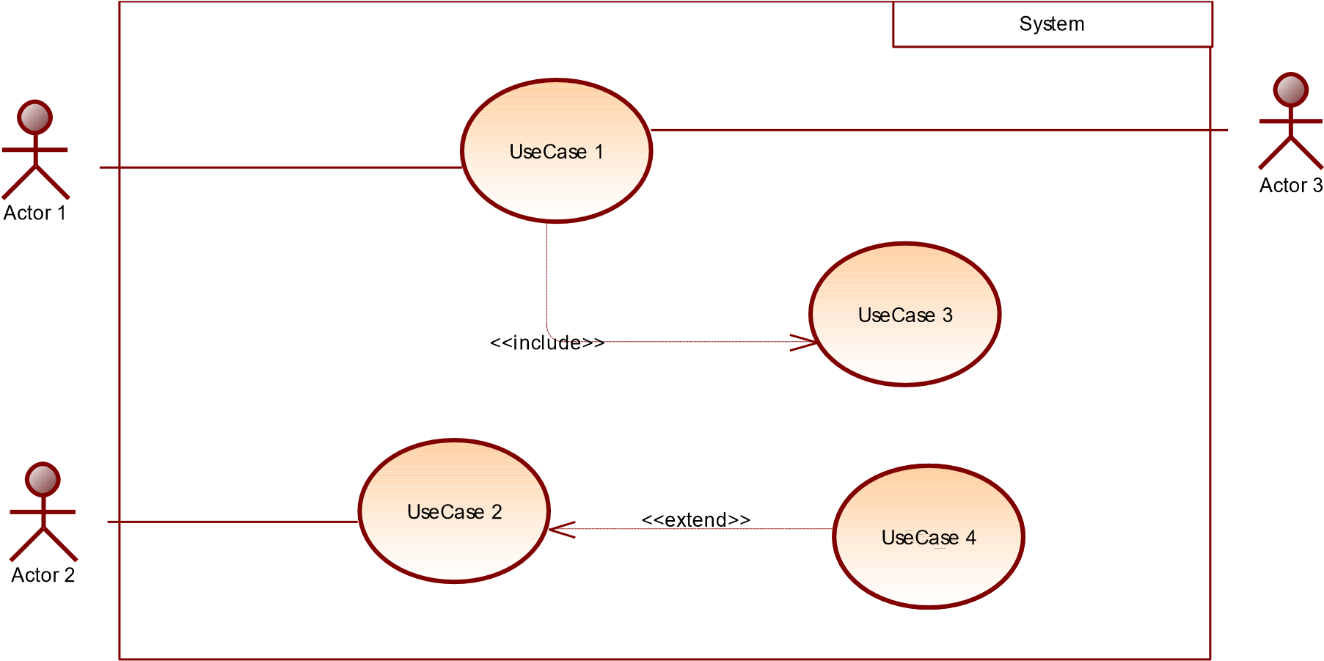 System
UseCase 1
Actor 1
Actor 3
UseCase 3
<<include>>
UseCase 2
<<extend>>
UseCase 4
Actor 2